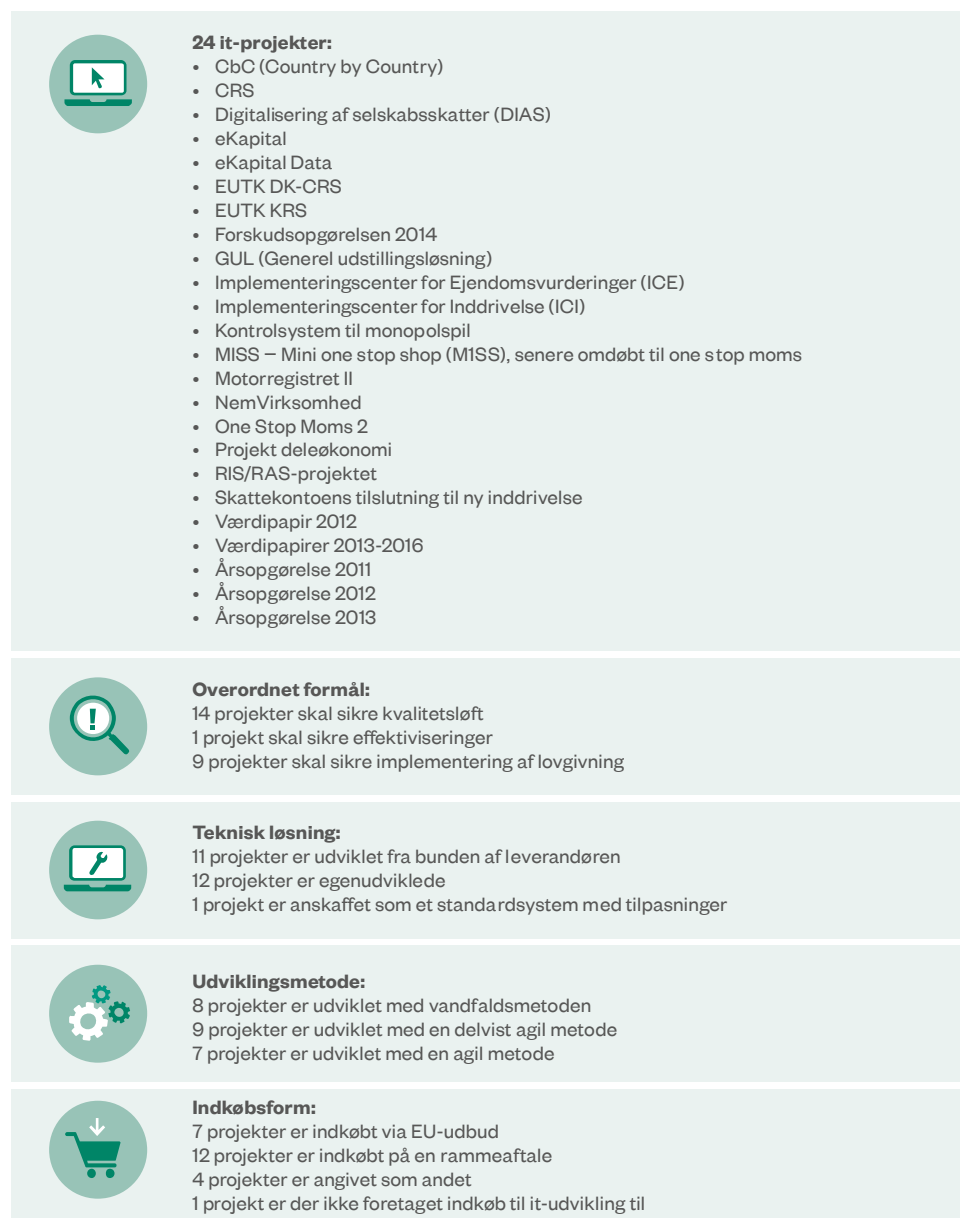 24 it-projekter:
• CbC (Country by Country)
• CRS
• Digitalisering af selskabsskatter (DIAS)
• eKapital
• eKapital Data
• EUTK DK-CRS
• EUTK KRS
• Forskudsopgørelsen 2014
• GUL (Generel udstillingsløsning)
• Implementeringscenter for Ejendomsvurderinger (ICE)
• Implementeringscenter for Inddrivelse (ICI)
• Kontrolsystem til monopolspil
• MISS – Mini one stop shop (M1SS), senere omdøbt til one stop moms
• Motorregistret II
• NemVirksomhed
• One Stop Moms 2
• Projekt deleøkonomi
• RIS/RAS-projektet
• Skattekontoens tilslutning til ny inddrivelse
• Værdipapir 2012
• Værdipapirer 2013-2016
• Årsopgørelse 2011
• Årsopgørelse 2012
• Årsopgørelse 2013
Overordnet formål:
14 projekter skal sikre kvalitetsløft
1 projekt skal sikre effektiviseringer
9 projekter skal sikre implementering af lovgivning
Teknisk løsning:
11 projekter er udviklet fra bunden af leverandøren
12 projekter er egenudviklede
1 projekt er anskaffet som et standardsystem med tilpasninger
Udviklingsmetode:
8 projekter er udviklet med vandfaldsmetoden
9 projekter er udviklet med en delvist agil metode
7 projekter er udviklet med en agil metode
Indkøbsform:
7 projekter er indkøbt via EU-udbud
12 projekter er indkøbt på en rammeaftale
4 projekter er angivet som andet
1 projekt er der ikke foretaget indkøb til it-udvikling til